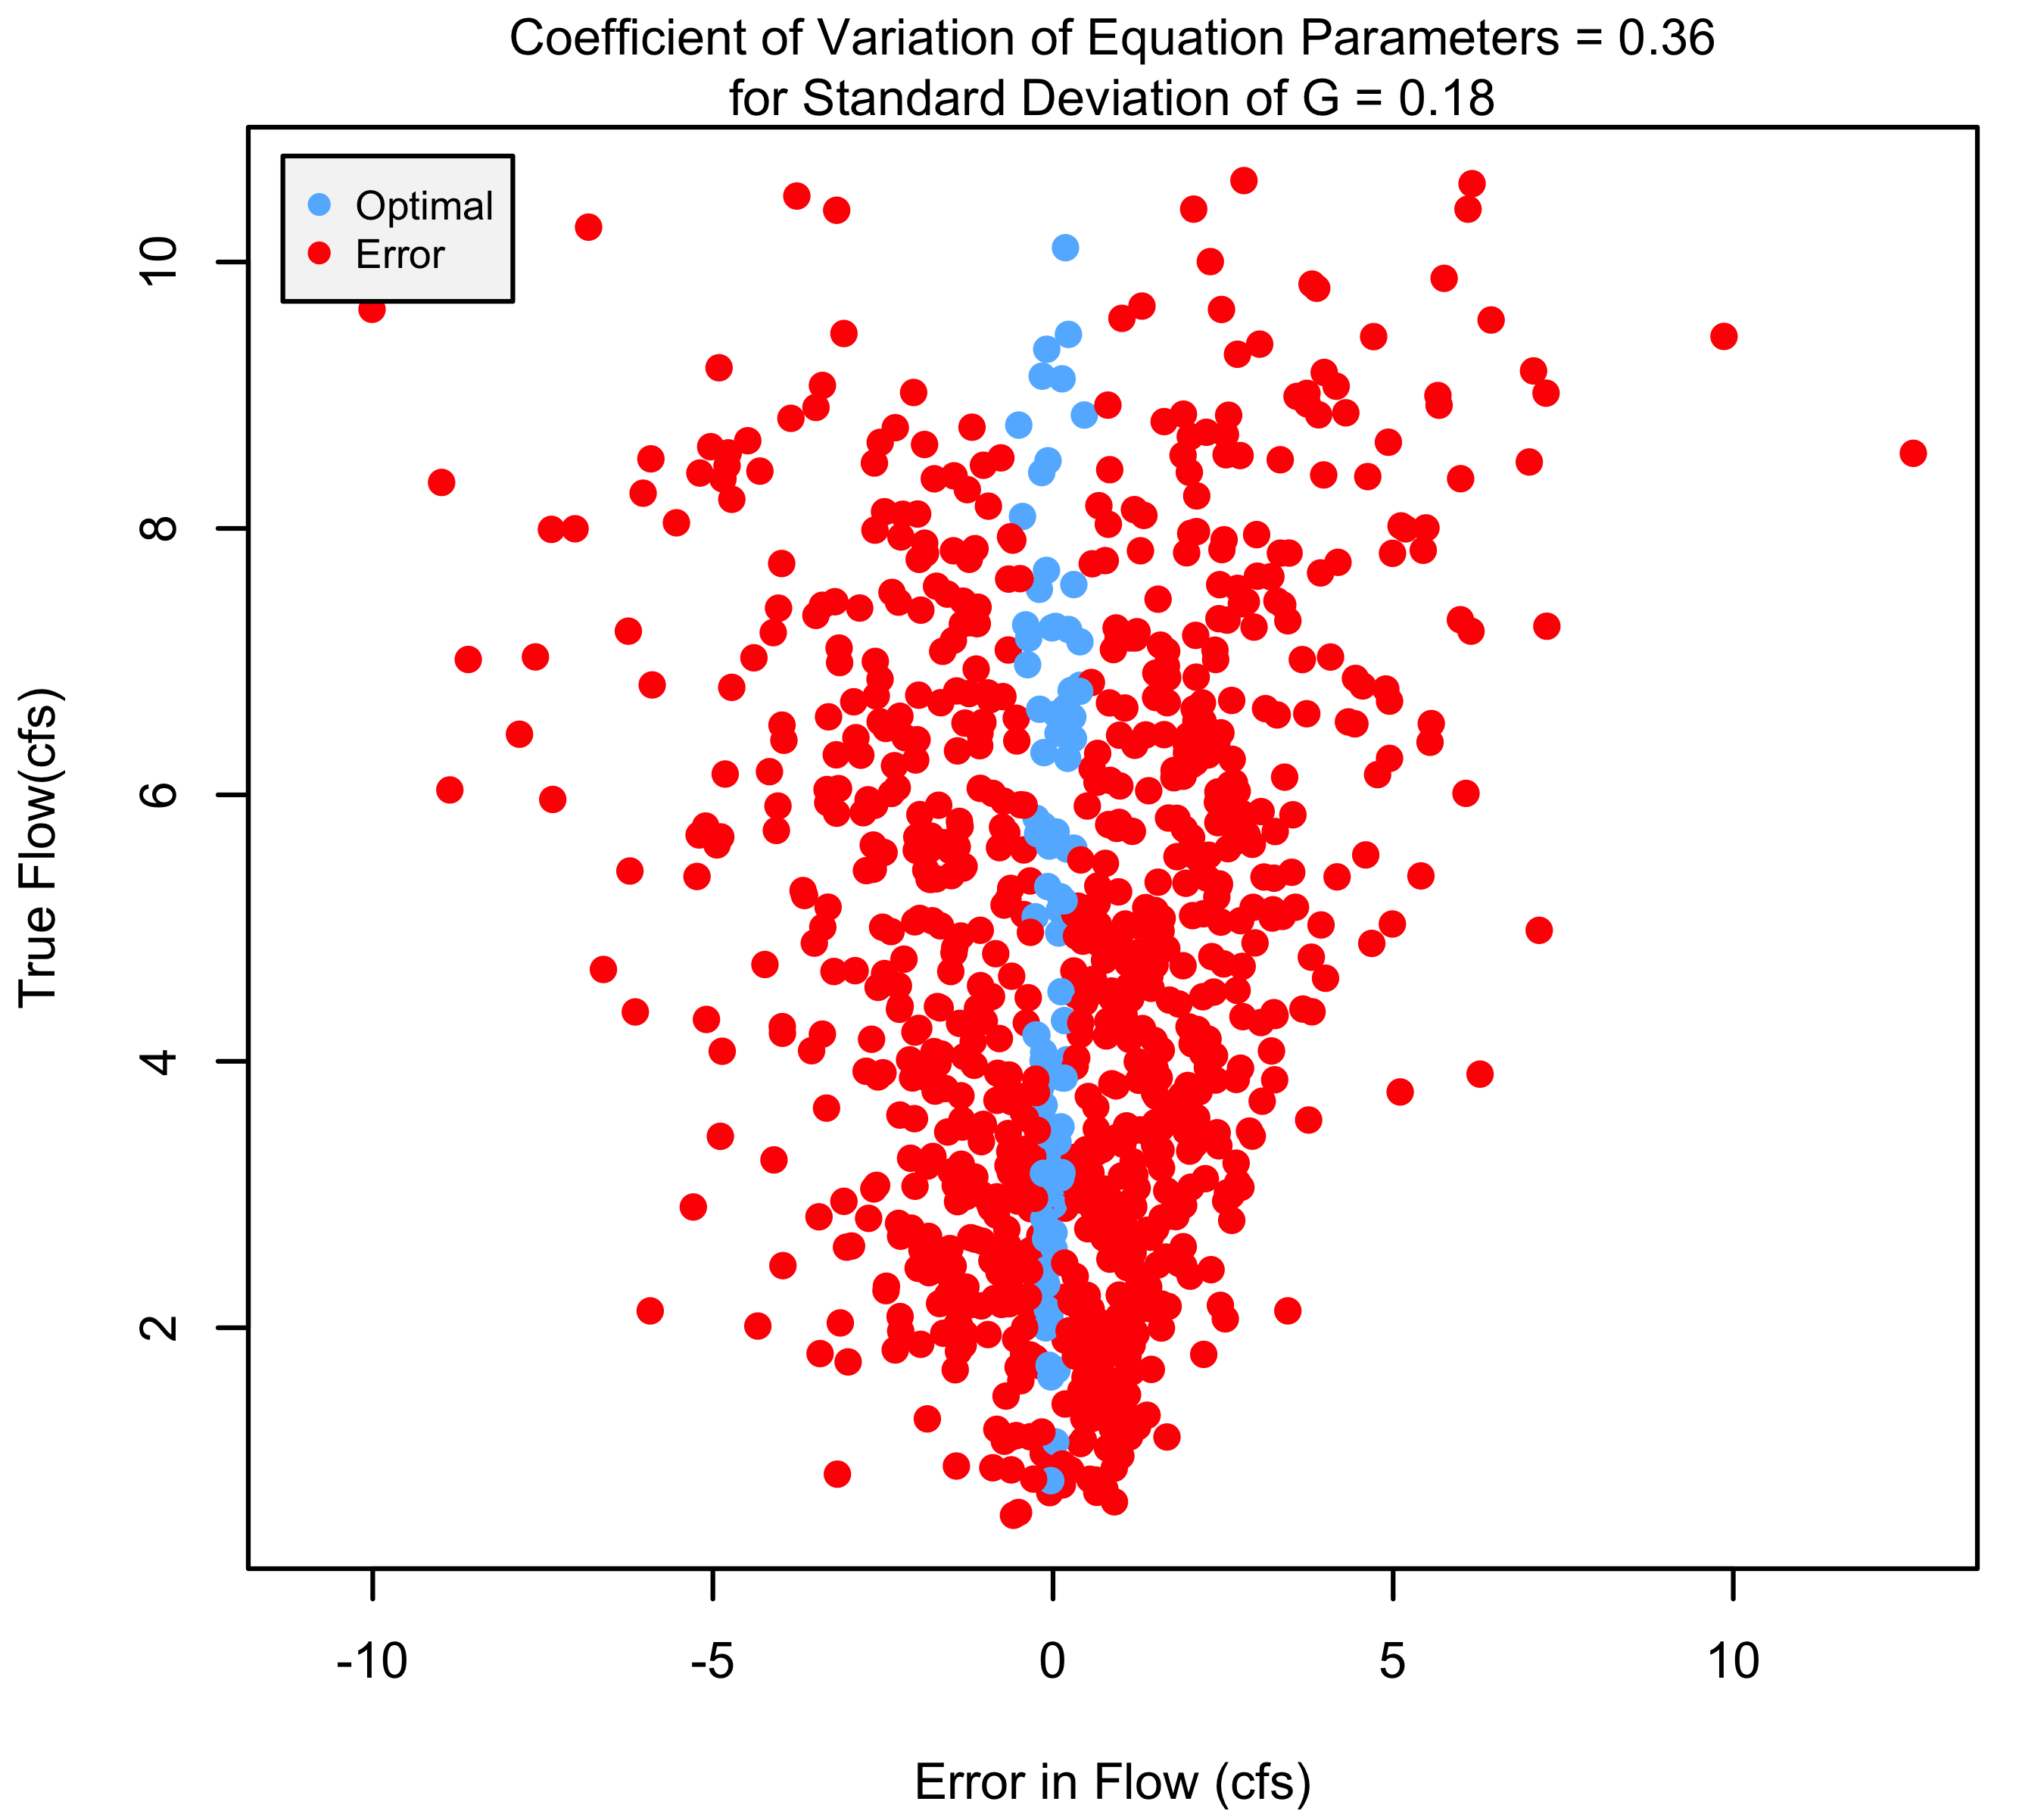 Coefficient of Variation of Equation Parameters = 0.36
for Standard Deviation of G = 0.18
Optimal
Error
True Flow(cfs)
10
8
6
4
2
-10
-5
0
5
10
Error in Flow (cfs)